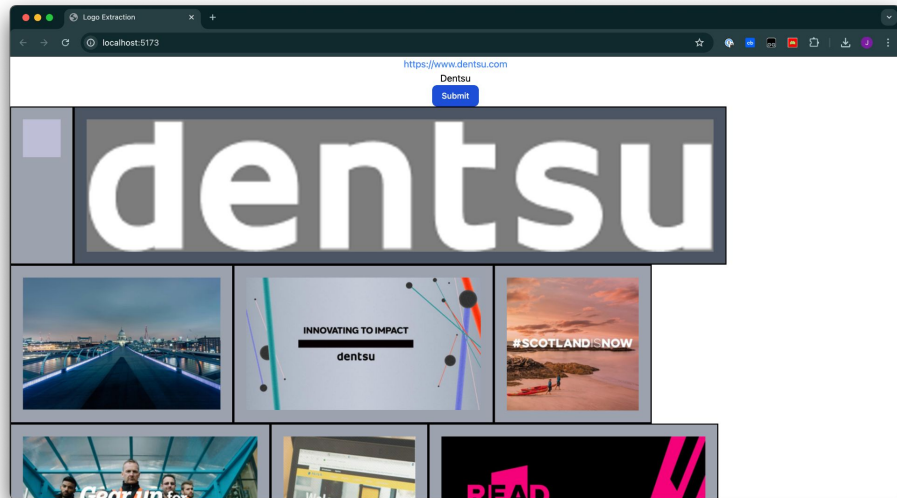 Logo Extraction
localhost:5173
https://www.dentsu.com
Dentsu
Submit
dentsu
INNOVATING TO IMPACT
dentsu
#SCOTLANDISNOW
Gear up for
READ